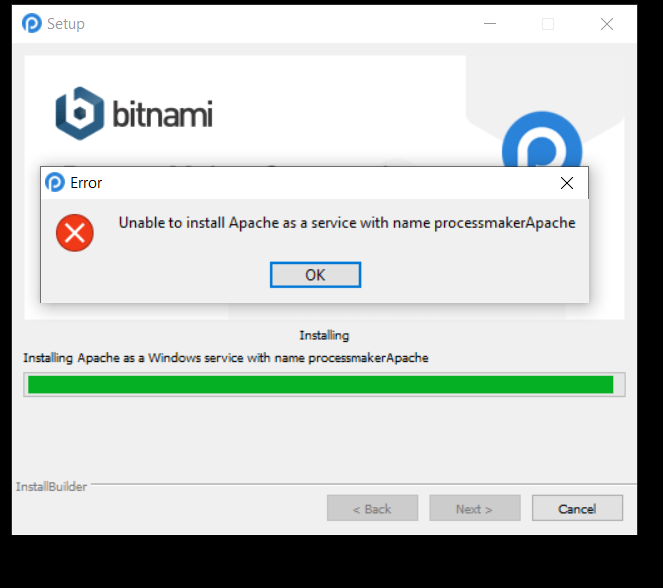 Setup
bitnami
Error
Unable to install Apache as a service with name processmakerApache
OK
Installing
Installing Apache as a Windows service with name processmakerApache
InstallBuilder
< Back
Next >
Cancel